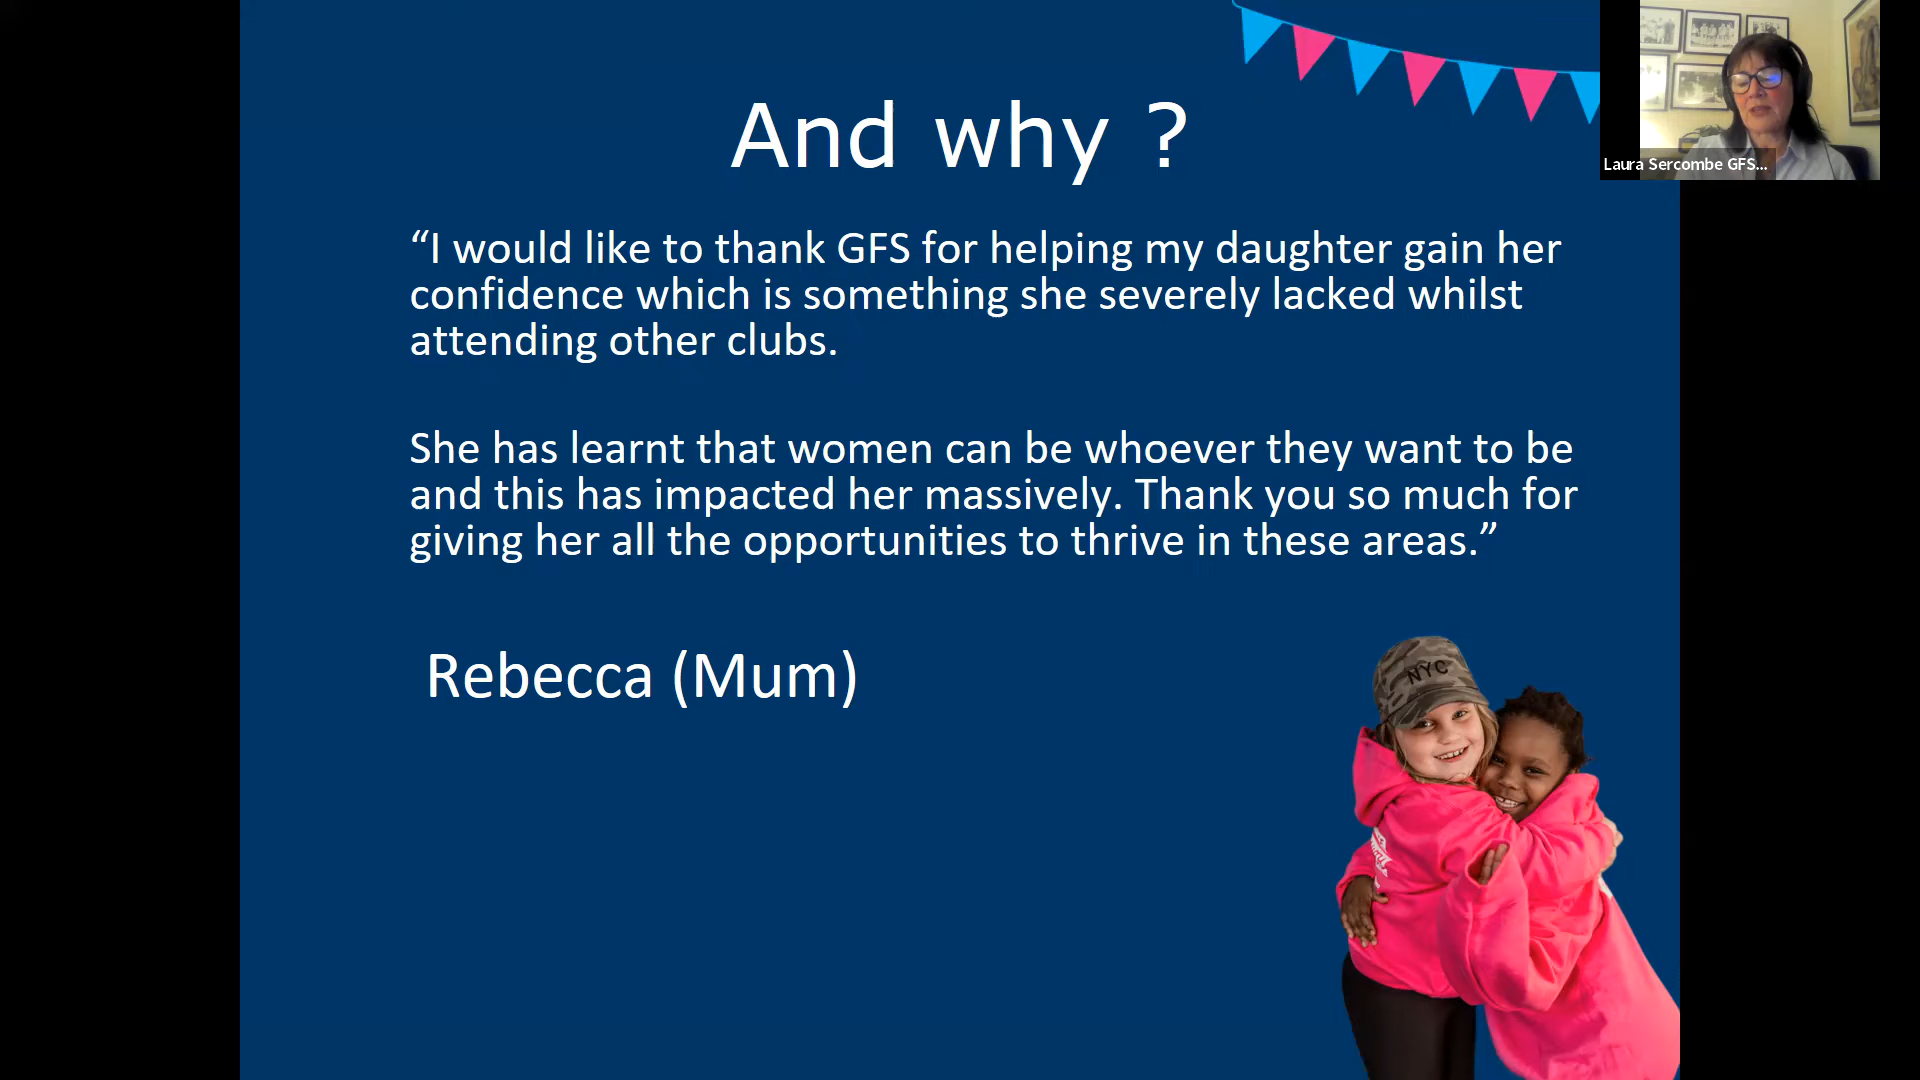 And why ?
Laura Sercombe GFS...
“I would like to thank GFS for helping my daughter gain her
confidence which is something she severely lacked whilst
attending other clubs.
She has learnt that women can be whoever they want to be
and this has impacted her massively. Thank you so much for
giving her all the opportunities to thrive in these areas.”
Rebecca (Mum)
NYC